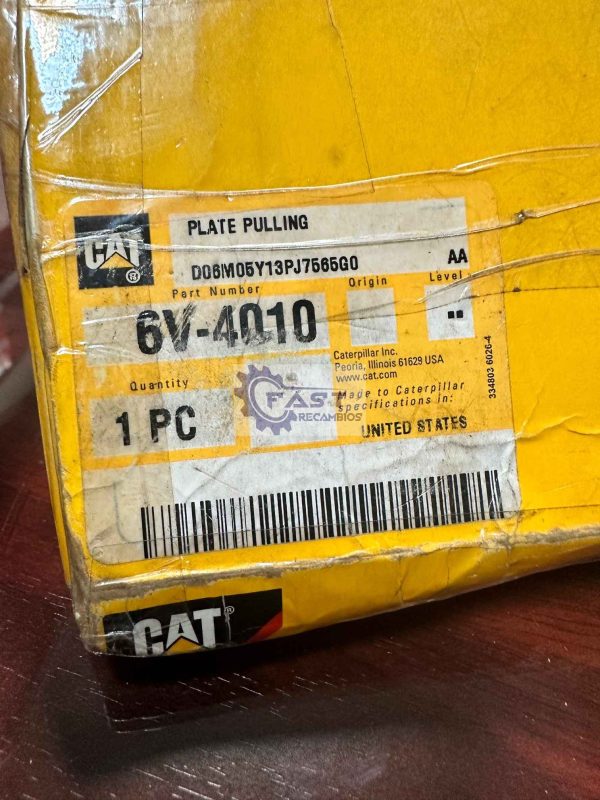 PLATE PULLING
CAT
®
D06M05Y13PJ7565G0 AA
Part Number Origin Level
6V-4010 --
Caterpillar Inc.
Peoria, Illinois 61629 USA
www.cat.com
334803 6026-4
Quantity
1 PC
Made to Caterpillar
specifications in:
UNITED STATES
FAST
RECAMBIOS
CAT®